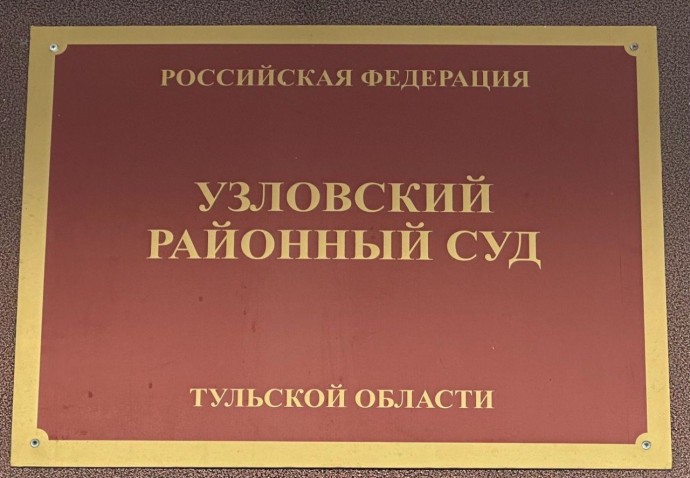 РОССИЙСКАЯ ФЕДЕРАЦИЯ
УЗЛОВСКИЙ
РАЙОННЫЙ СУД
ТУЛЬСКОЙ ОБЛАСТИ